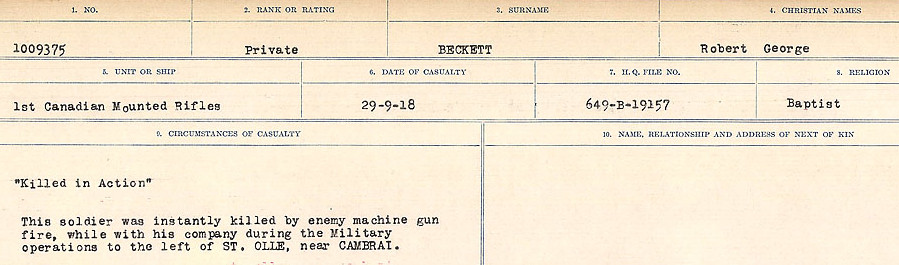 1. NO. 2. RANK OR RATING 3. SURNAME 4. CHRISTIAN NAMES
1009375 Private BECKETT Robert George
5. UNIT OR SHIP 6. DATE OF CASUALTY 7. H.Q. FILE NO. 8. RELIGION
1st Canadian Mounted Rifles 29-9-18 649-B-19157 Baptist
9. CIRCUMSTANCES OF CASUALTY 10. NAME, RELATIONSHIP AND ADDRESS OF NEXT OF KIN
"Killed in Action"
This soldier was instantly killed by enemy machine gun
fire, while with his company during the Military
operations to the left of ST. OLLE, near CAMBRAI.